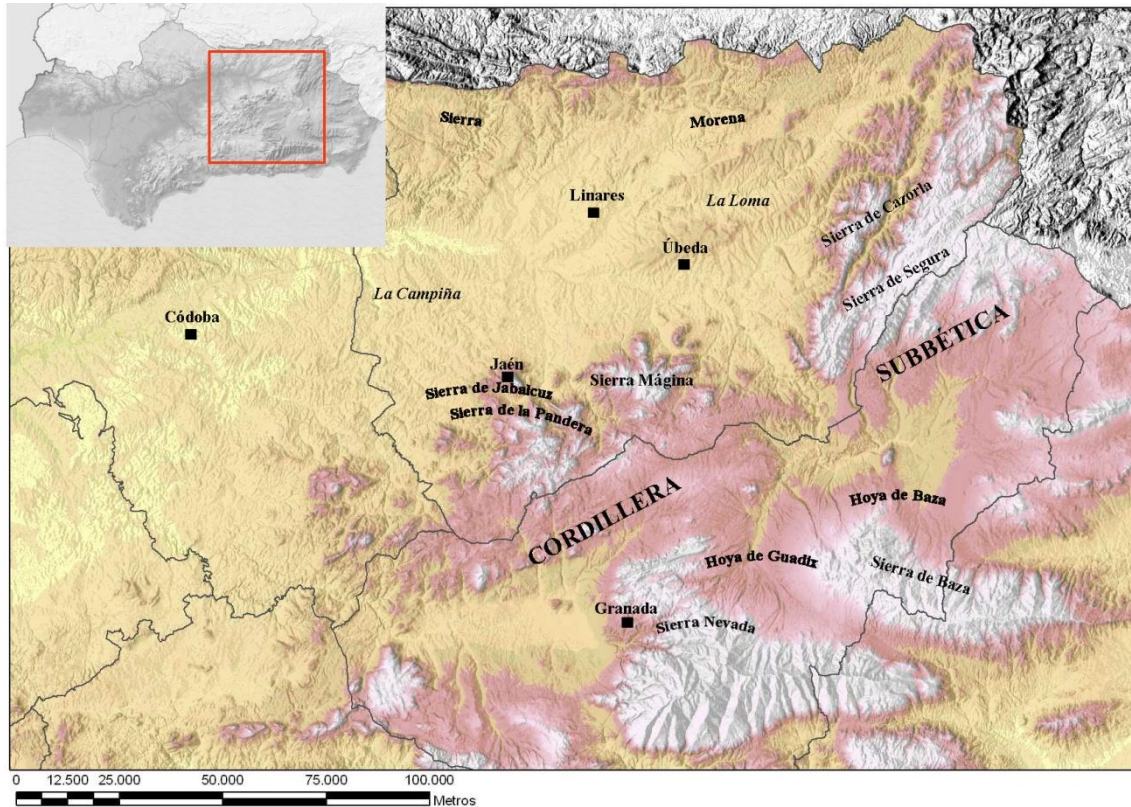 Sierra
Morena
Linares
La Loma
Sierra de Cazorla
Úbeda
Sierra de Segura
La Campiña
Córdoba
SUBBÉTICA
Jaén
Sierra Mágina
Sierra de Jabalcuz
Sierra de la Pandera
CORDILLERA
Hoya de Baza
Hoya de Guadix
Sierra de Baza
Granada
Sierra Nevada
0 12.500 25.000 50.000 75.000 100.000
Metros